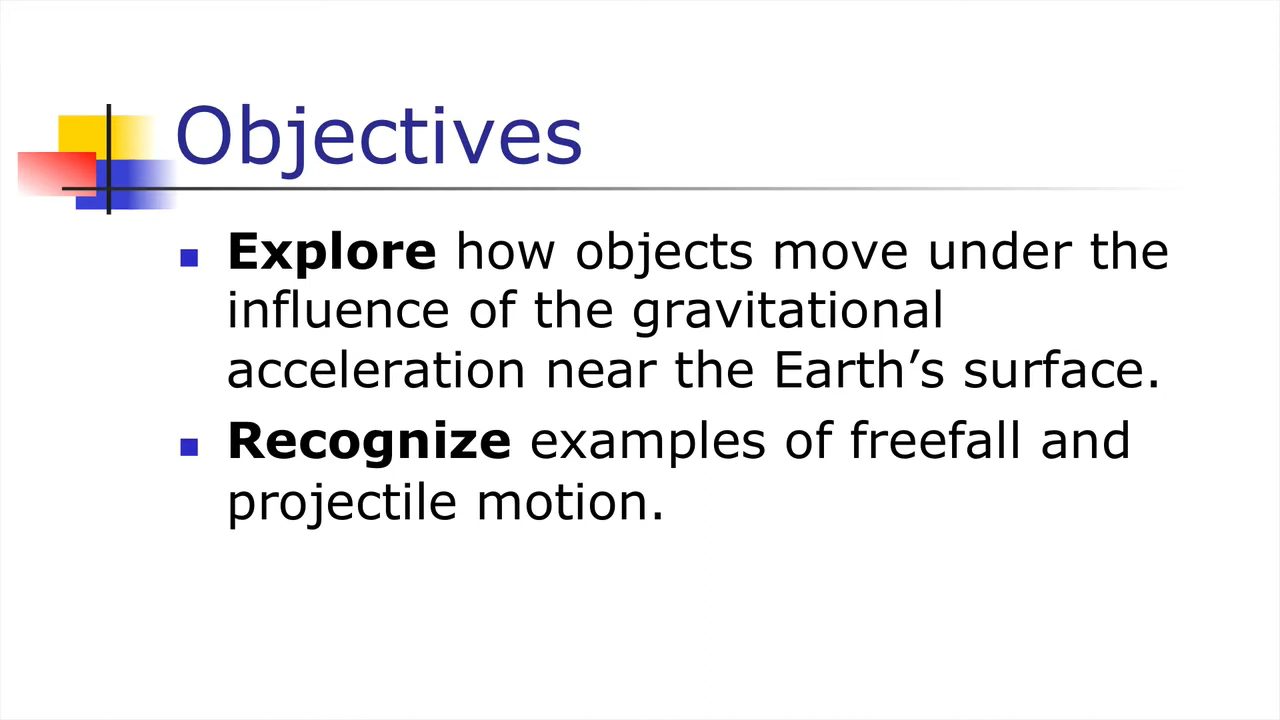 Objectives
Explore how objects move under the
influence of the gravitational
acceleration near the Earth’s surface.
Recognize examples of freefall and
projectile motion.